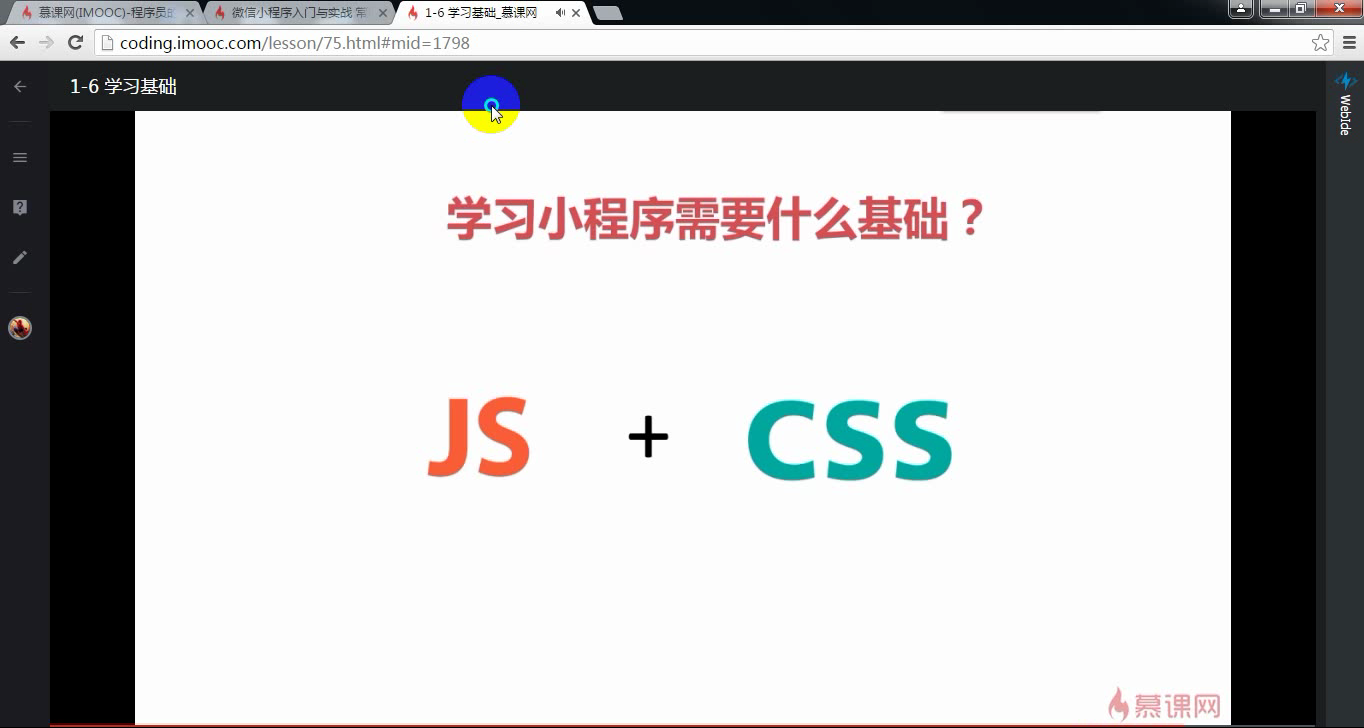 慕课网(IMOOC)-程序员
微信小程序入门与实战 常
1-6 学习基础_慕课网
coding.imooc.com/lesson/75.html#mid=1798
1-6 学习基础
WebIde
学习小程序需要什么基础？
JS + CSS
慕课网